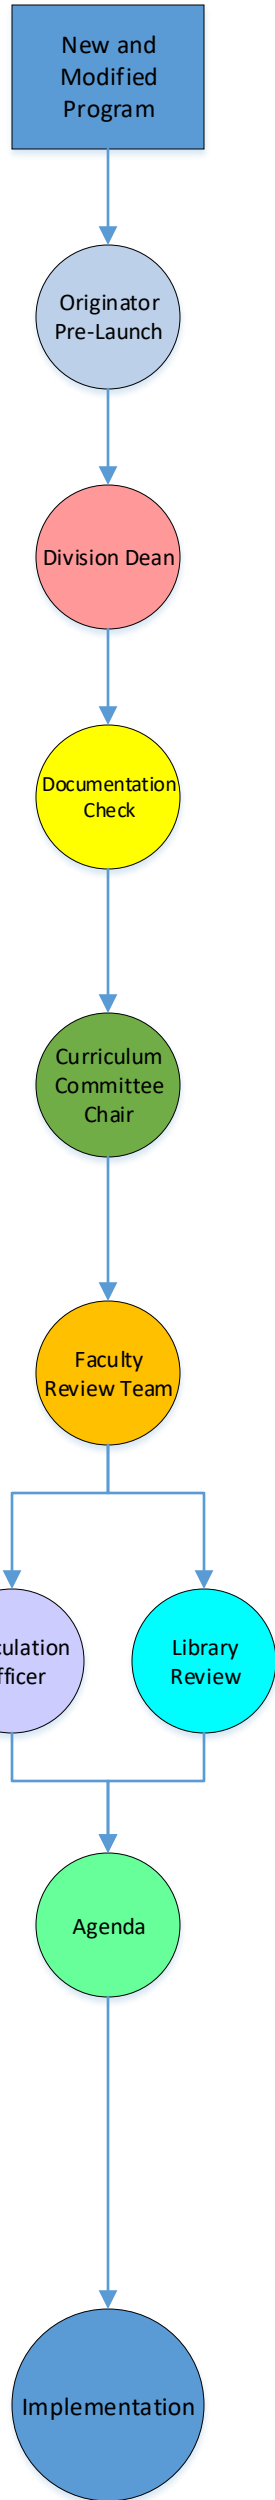 New and
Modified
Program
Originator
Pre-Launch
Division Dean
Documentation
Check
Curriculum
Committee
Chair
Faculty
Review Team
Library
Review
Agenda
Implementation